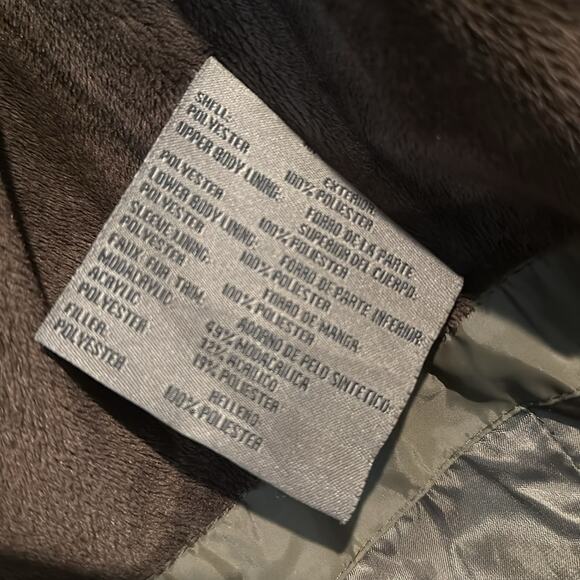 SHELL: EXTERIOR:
POLYESTER 100% POLIESTER
UPPER BODY LINING: FORRO DE LA PARTE
SUPERIOR DEL CUERPO:
POLYESTER 100% POLIESTER
LOWER BODY LINING: FORRO DE PARTE INFERIOR:
POLYESTER 100% POLIESTER
SLEEVE LINING: FORRO DE MANGA:
POLYESTER 100% POLIESTER
FAUX FUR TRIM: ADORNO DE PELO SINTETICO:
MODACRYLIC 49% MODACRILICA
ACRYLIC ACRILICO
POLYESTER POLIESTER
FILLER: RELLENO
POLYESTER 100% POLIESTER